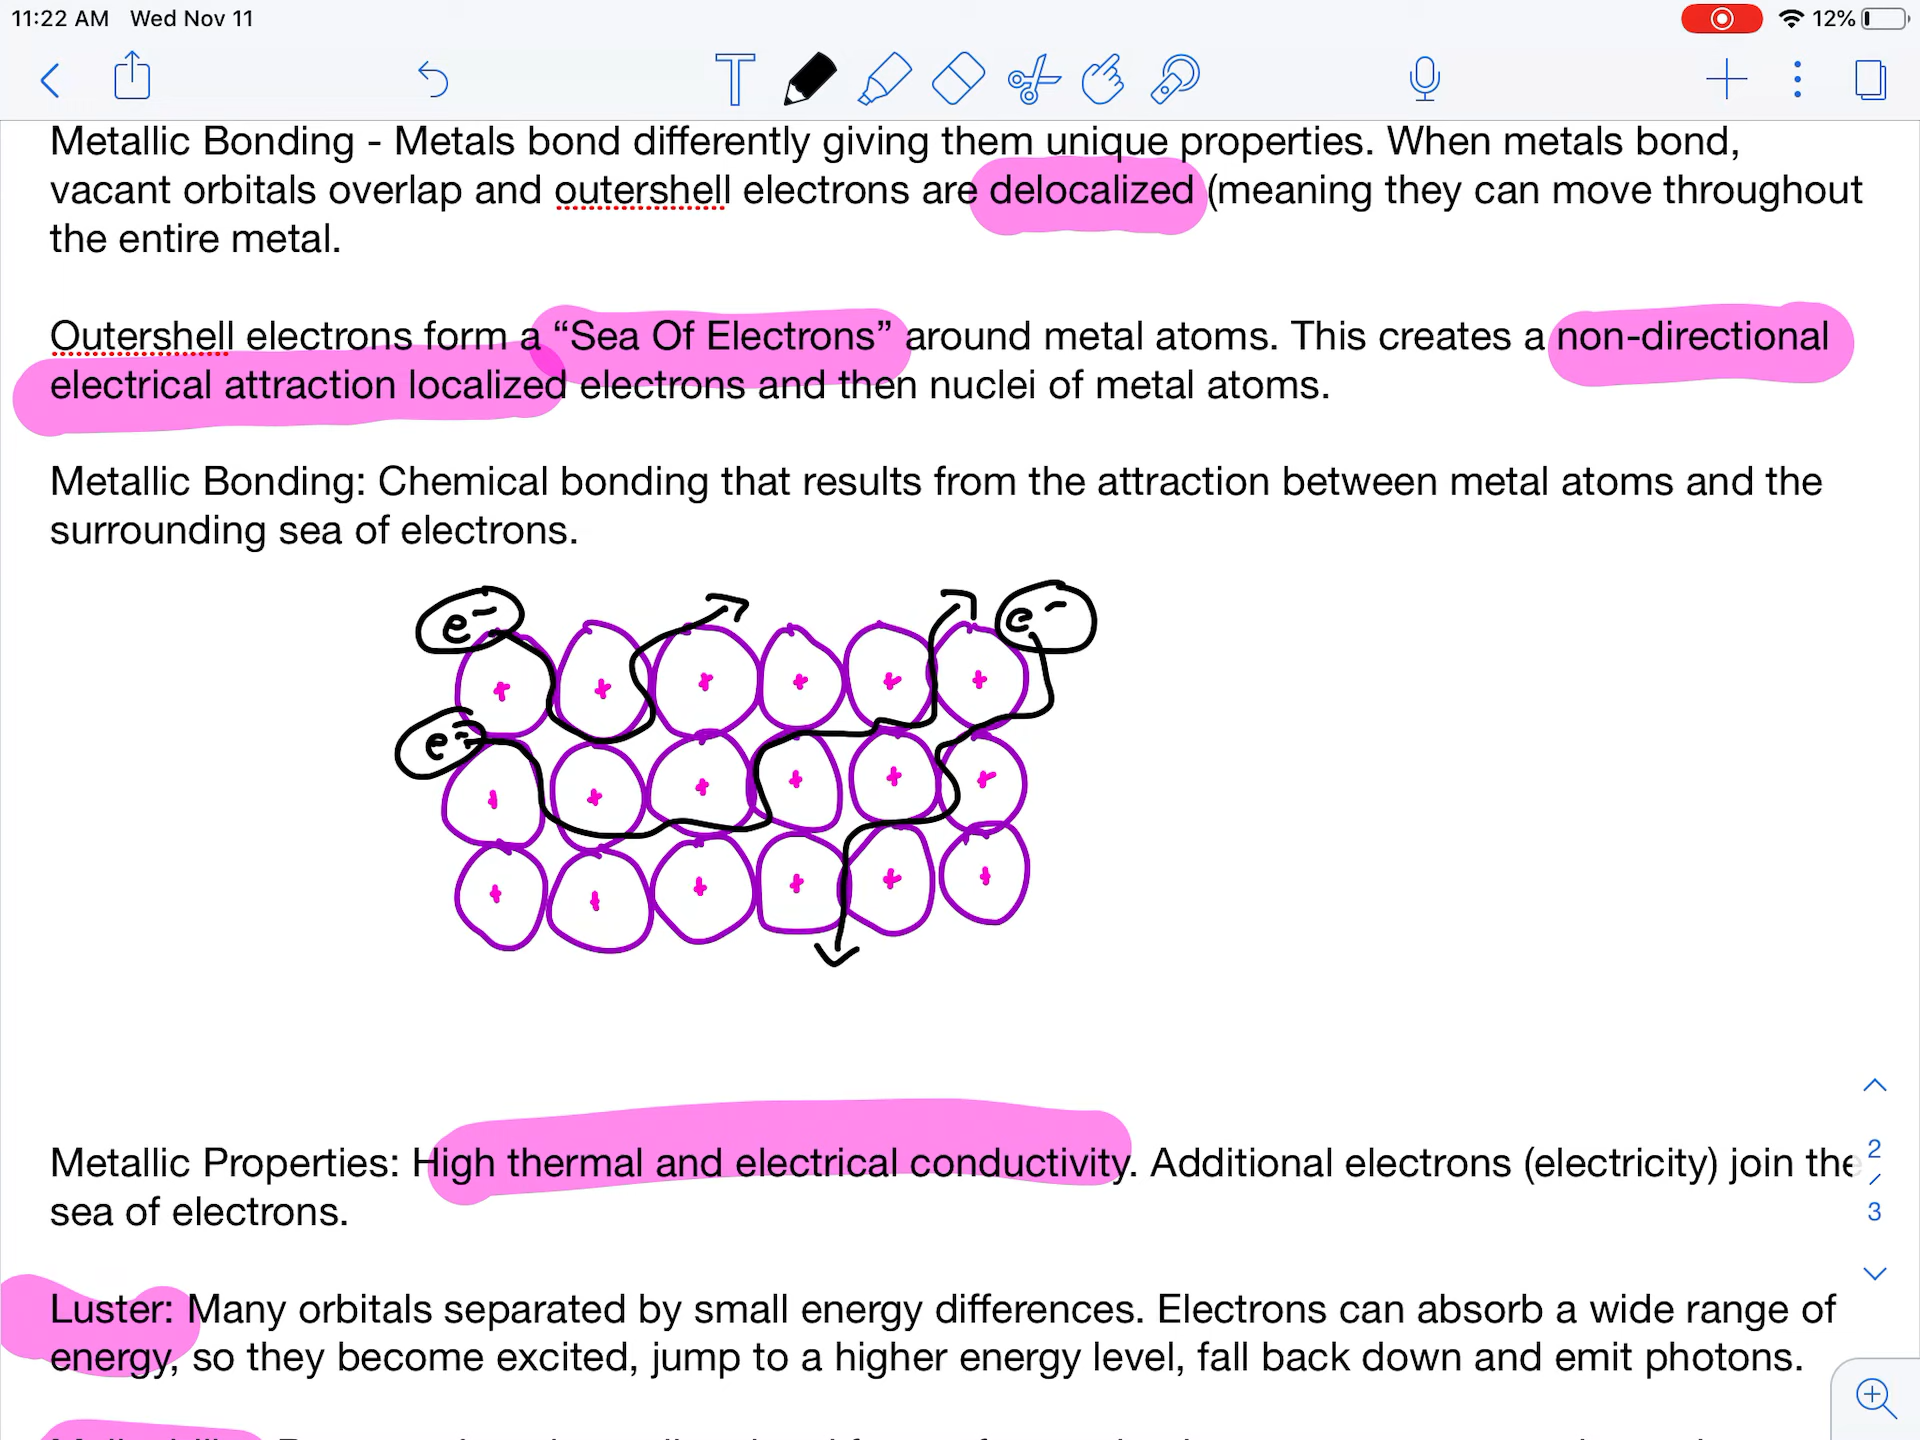 11:22 AM Wed Nov 11 12%
Metallic Bonding - Metals bond differently giving them unique properties. When metals bond,
vacant orbitals overlap and outershell electrons are delocalized (meaning they can move throughout
the entire metal.
Outershell electrons form a “Sea Of Electrons” around metal atoms. This creates a non-directional
electrical attraction localized electrons and then nuclei of metal atoms.
Metallic Bonding: Chemical bonding that results from the attraction between metal atoms and the
surrounding sea of electrons.
e⁻ e⁻
+ + + + + +
e⁻
+ + + + + +
+ + + + + +
Metallic Properties: High thermal and electrical conductivity. Additional electrons (electricity) join the
sea of electrons.
2
/
3
Luster: Many orbitals separated by small energy differences. Electrons can absorb a wide range of
energy, so they become excited, jump to a higher energy level, fall back down and emit photons.